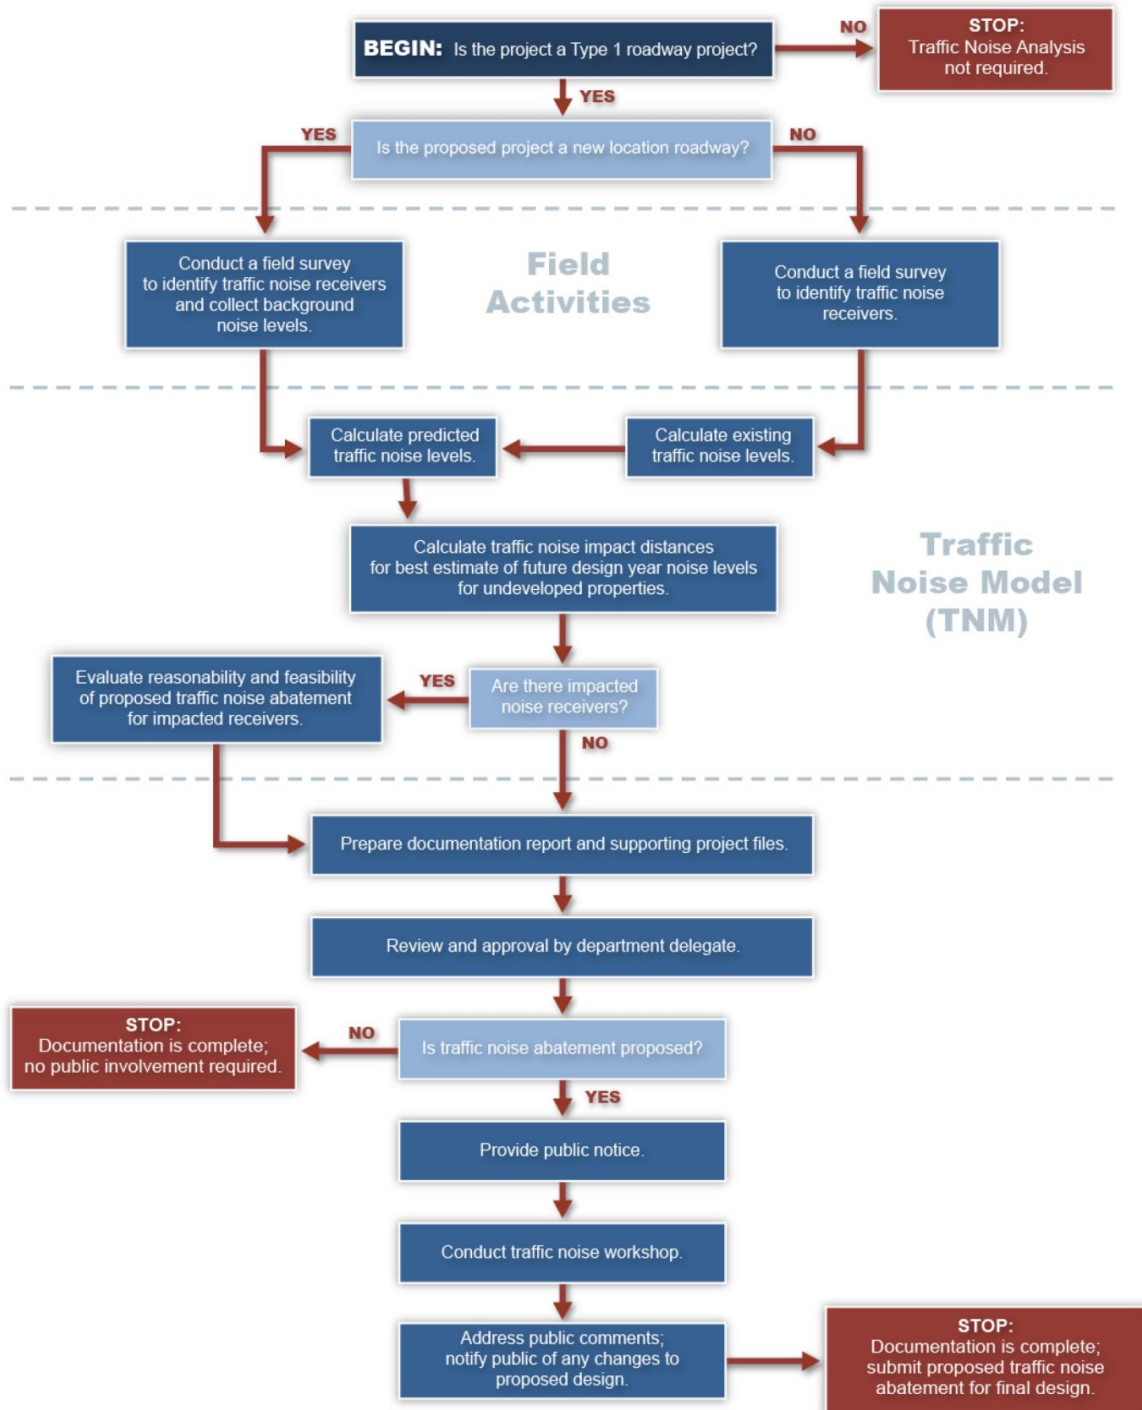 BEGIN: Is the project a Type 1 roadway project?
NO
STOP:
Traffic Noise Analysis
not required.
YES
YES
Is the proposed project a new location roadway?
NO
Conduct a field survey
to identify traffic noise receivers
and collect background
noise levels.
Field
Activities
Conduct a field survey
to identify traffic noise
receivers.
Calculate predicted
traffic noise levels.
Calculate existing
traffic noise levels.
Calculate traffic noise impact distances
for best estimate of future design year noise levels
for undeveloped properties.
Traffic
Noise Model
(TNM)
Evaluate reasonability and feasibility
of proposed traffic noise abatement
for impacted receivers.
YES
Are there impacted
noise receivers?
NO
Prepare documentation report and supporting project files.
Review and approval by department delegate.
STOP:
Documentation is complete;
no public involvement required.
NO
Is traffic noise abatement proposed?
YES
Provide public notice.
Conduct traffic noise workshop.
Address public comments;
notify public of any changes to
proposed design.
STOP:
Documentation is complete;
submit proposed traffic noise
abatement for final design.